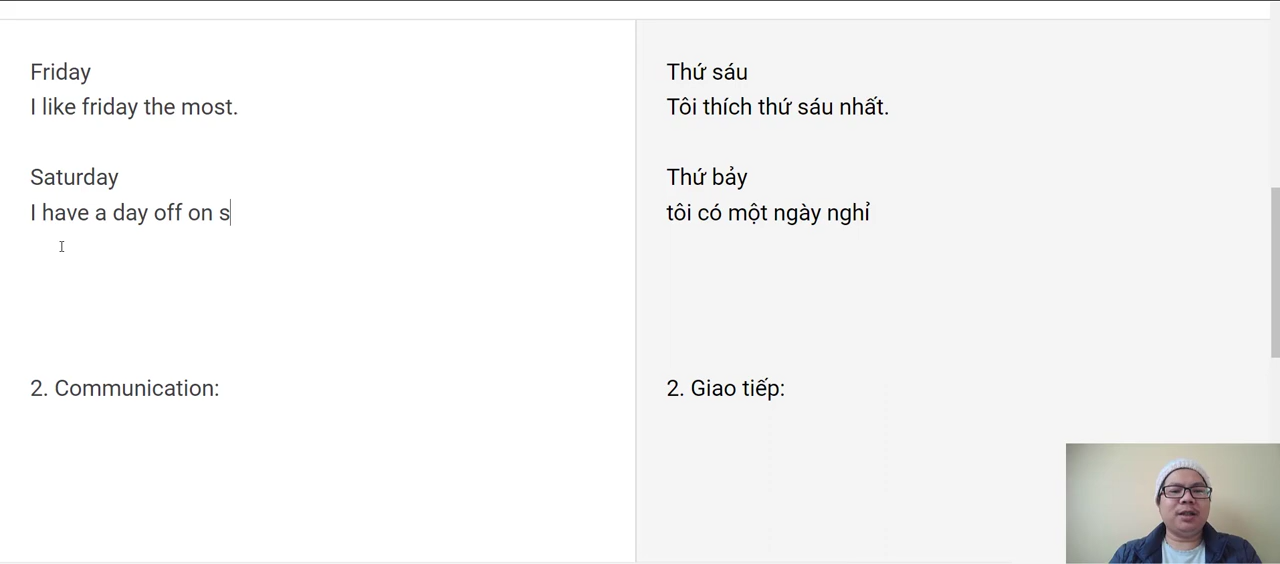 Friday
I like friday the most.
Saturday
I have a day off on s
2. Communication:
Thứ sáu
Tôi thích thứ sáu nhất.
Thứ bảy
tôi có một ngày nghỉ
2. Giao tiếp: